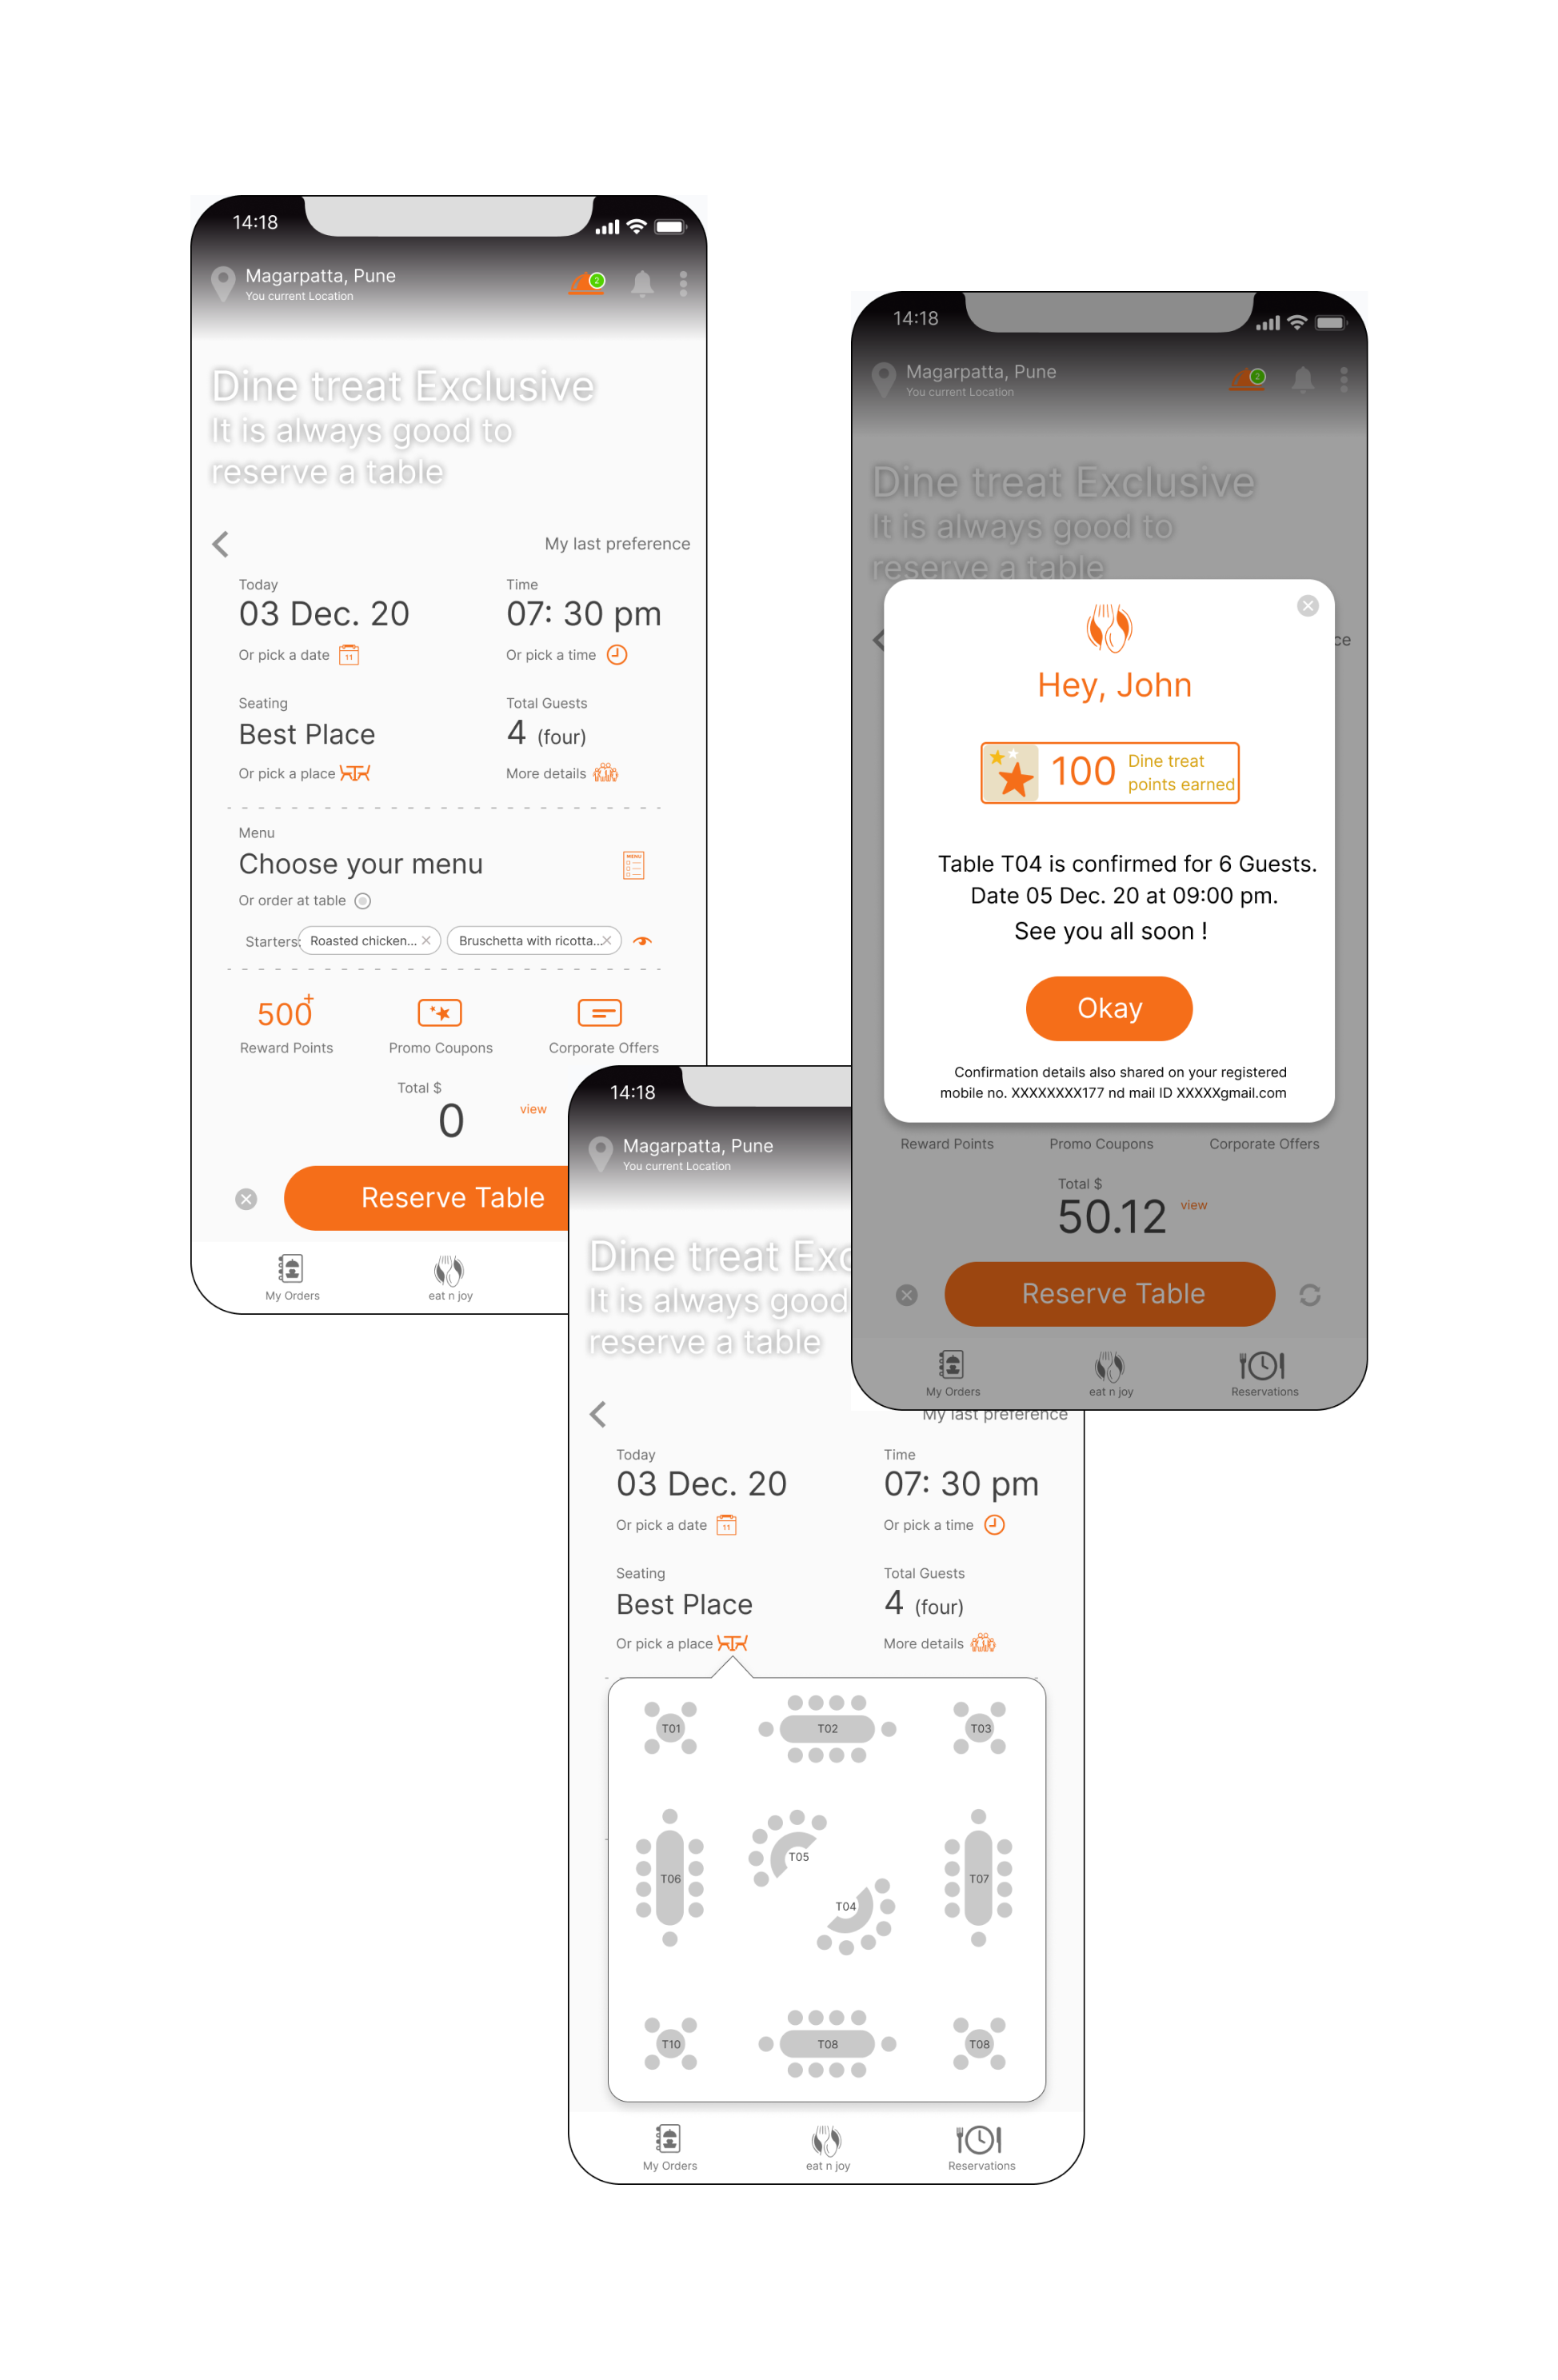 14:18
Magarpatta, Pune
You current Location
2
Dine treat Exclusive
It is always good to
reserve a table
My last preference
Today
03 Dec. 20
Or pick a date
11
Time
07: 30 pm
Or pick a time
Seating
Best Place
Or pick a place
Total Guests
4 (four)
More details
Menu
Choose your menu
MENU
Or order at table
Starters:
Roasted chicken...
Bruschetta with ricotta...
500+
Reward Points
Promo Coupons
Corporate Offers
Total $
0
view
Reserve Table
My Orders
eat n joy
14:18
Magarpatta, Pune
You current Location
2
Dine treat Exclusive
It is always good to
reserve a table
ce
Hey, John
100
Dine treat
points earned
Table T04 is confirmed for 6 Guests.
Date 05 Dec. 20 at 09:00 pm.
See you all soon !
Okay
Confirmation details also shared on your registered
mobile no. XXXXXXXX177 nd mail ID XXXXXgmail.com
Reward Points
Promo Coupons
Corporate Offers
Total $
50.12
view
Reserve Table
My Orders
eat n joy
Reservations
14:18
Magarpatta, Pune
You current Location
Dine treat Exc
It is always good
reserve a table
My last preference
Today
03 Dec. 20
Or pick a date
11
Time
07: 30 pm
Or pick a time
Seating
Best Place
Or pick a place
Total Guests
4 (four)
More details
T01
T02
T03
T06
T05
T04
T07
T10
T08
T08
My Orders
eat n joy
Reservations